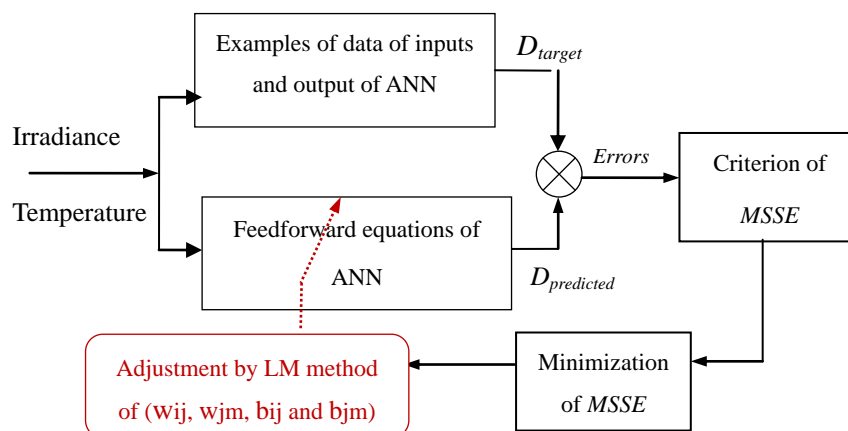 Examples of data of inputs
and output of ANN
D_target
Irradiance
Temperature
Errors
Criterion of
MSSE
Feedforward equations of
ANN
D_predicted
Adjustment by LM method
of (wij, wjm, bij and bjm)
Minimization
of MSSE